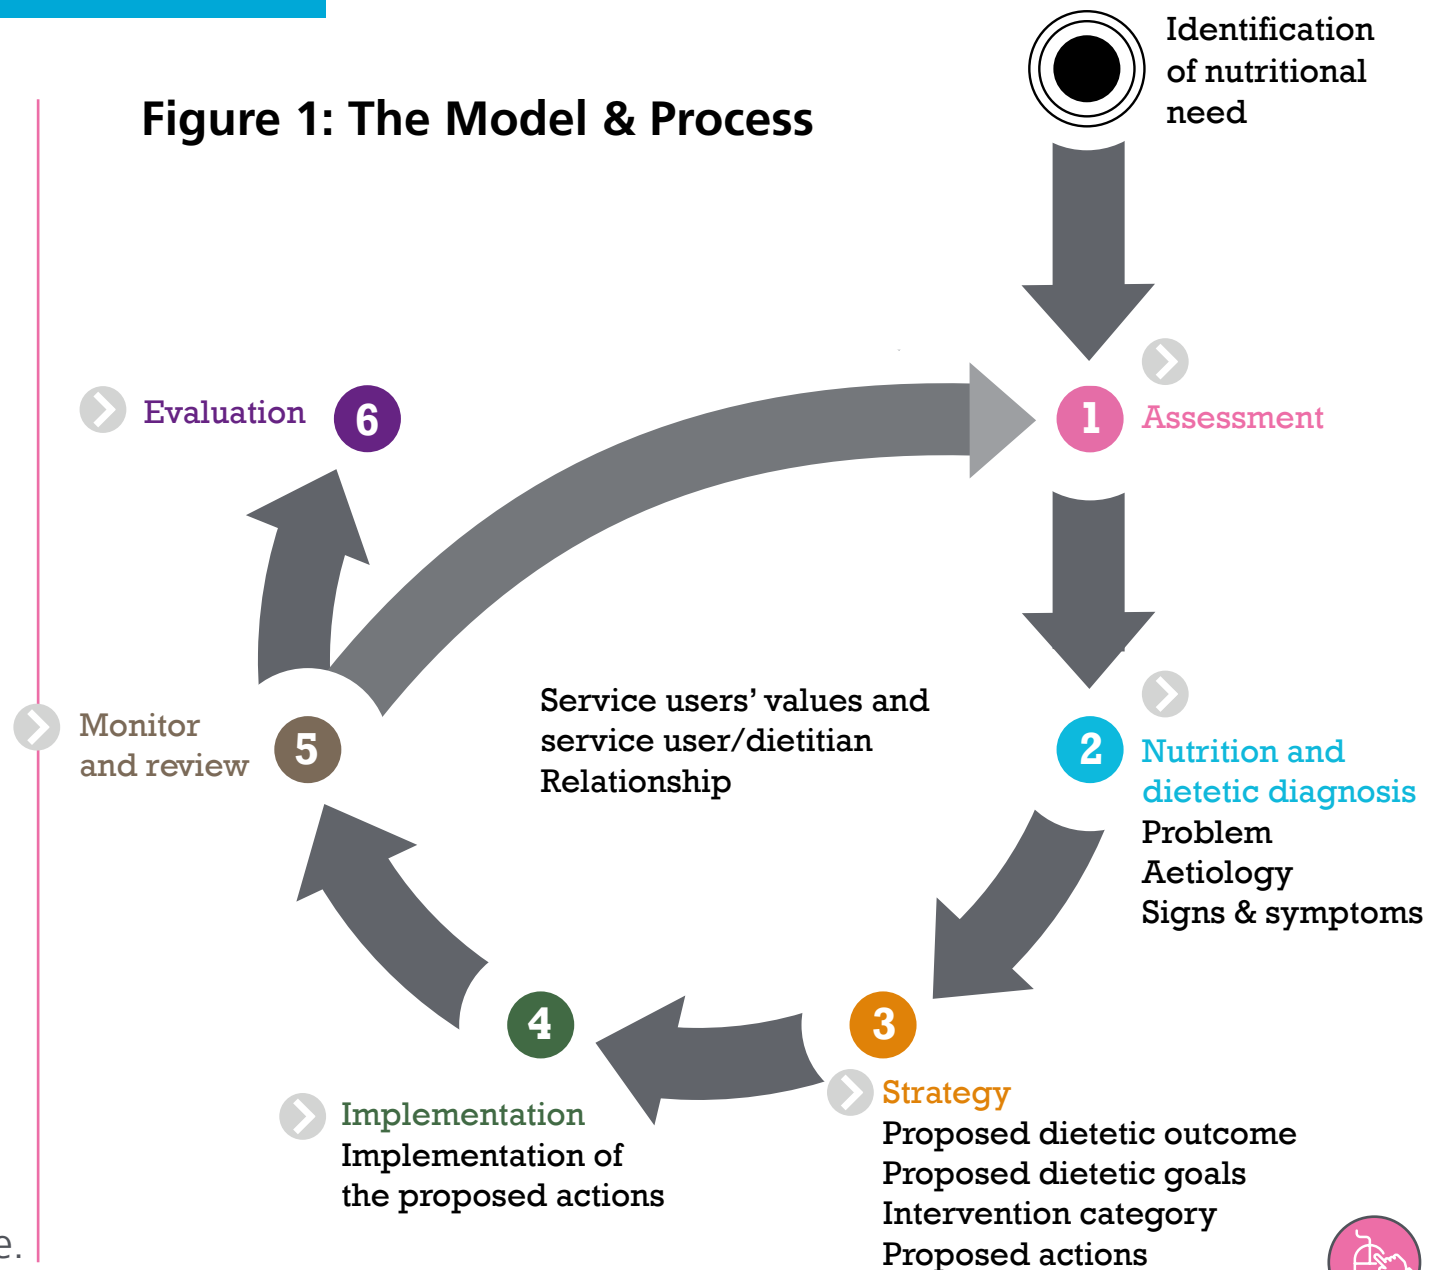 Figure 1: The Model & Process
Identification
of nutritional
need
1
Assessment
2
Nutrition and
dietetic diagnosis
Problem
Aetiology
Signs & symptoms
3
Strategy
Proposed dietetic outcome
Proposed dietetic goals
Intervention category
Proposed actions
4
Implementation
Implementation of
the proposed actions
5
Monitor
and review
6
Evaluation
Service users’ values and
service user/dietitian
Relationship
e.